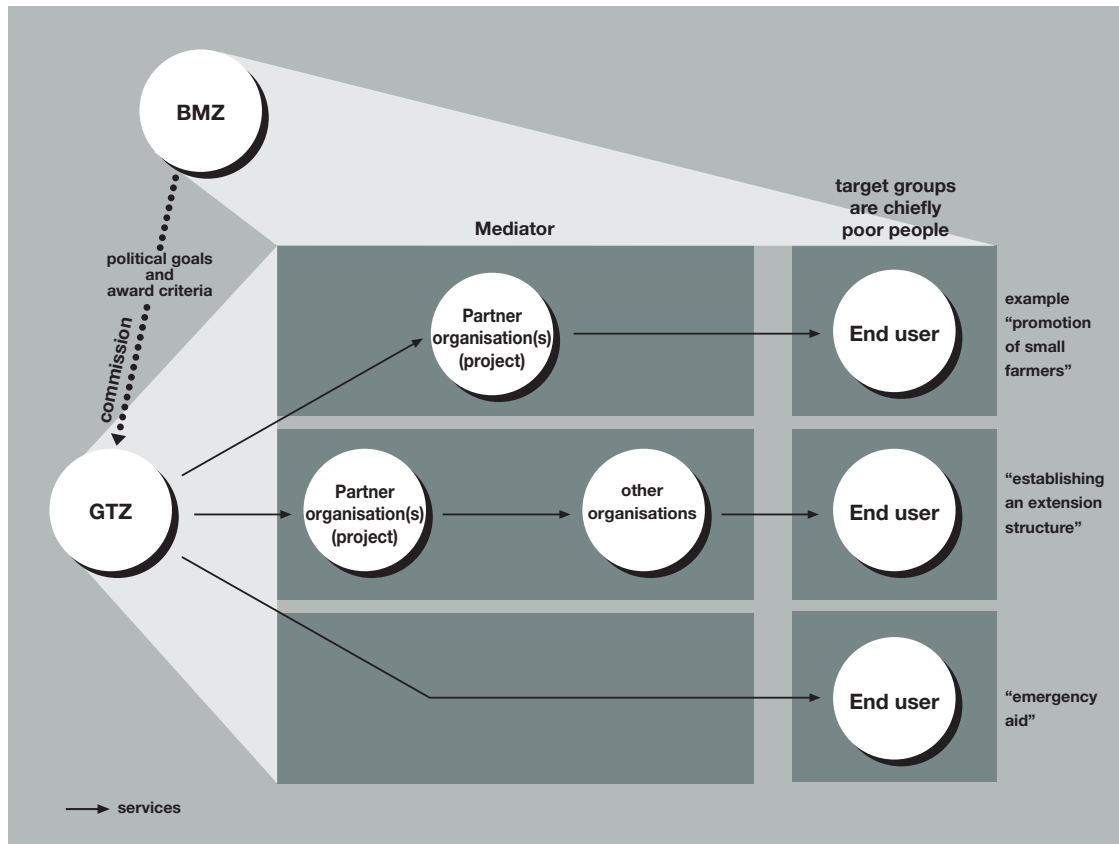 BMZ
political goals
and
award criteria
commission
GTZ
Mediator
target groups
are chiefly
poor people
Partner
organisation(s)
(project)
End user
example
“promotion
of small
farmers”
Partner
organisation(s)
(project)
other
organisations
End user
“establishing
an extension
structure”
End user
“emergency
aid”
services